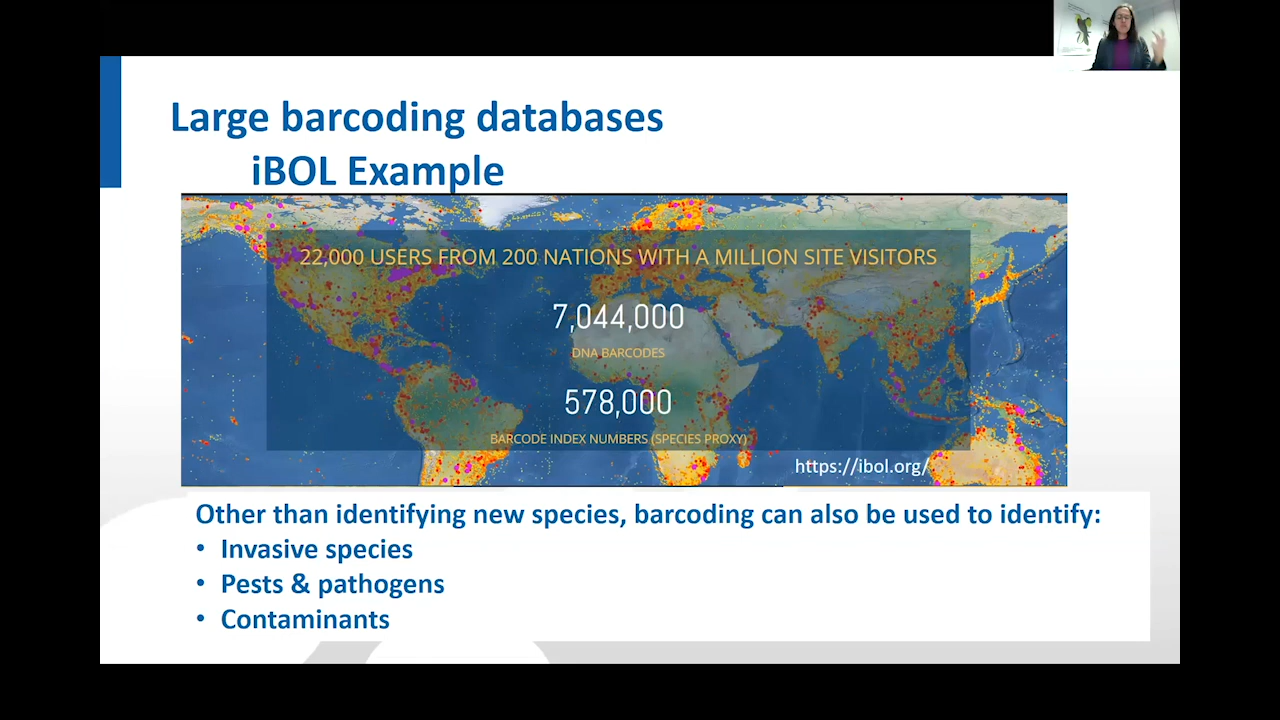 Large barcoding databases
iBOL Example
22,000 USERS FROM 200 NATIONS WITH A MILLION SITE VISITORS
7,044,000
DNA BARCODES
578,000
BARCODE INDEX NUMBERS (SPECIES PROXY)
https://ibol.org/
Other than identifying new species, barcoding can also be used to identify:
• Invasive species
• Pests & pathogens
• Contaminants